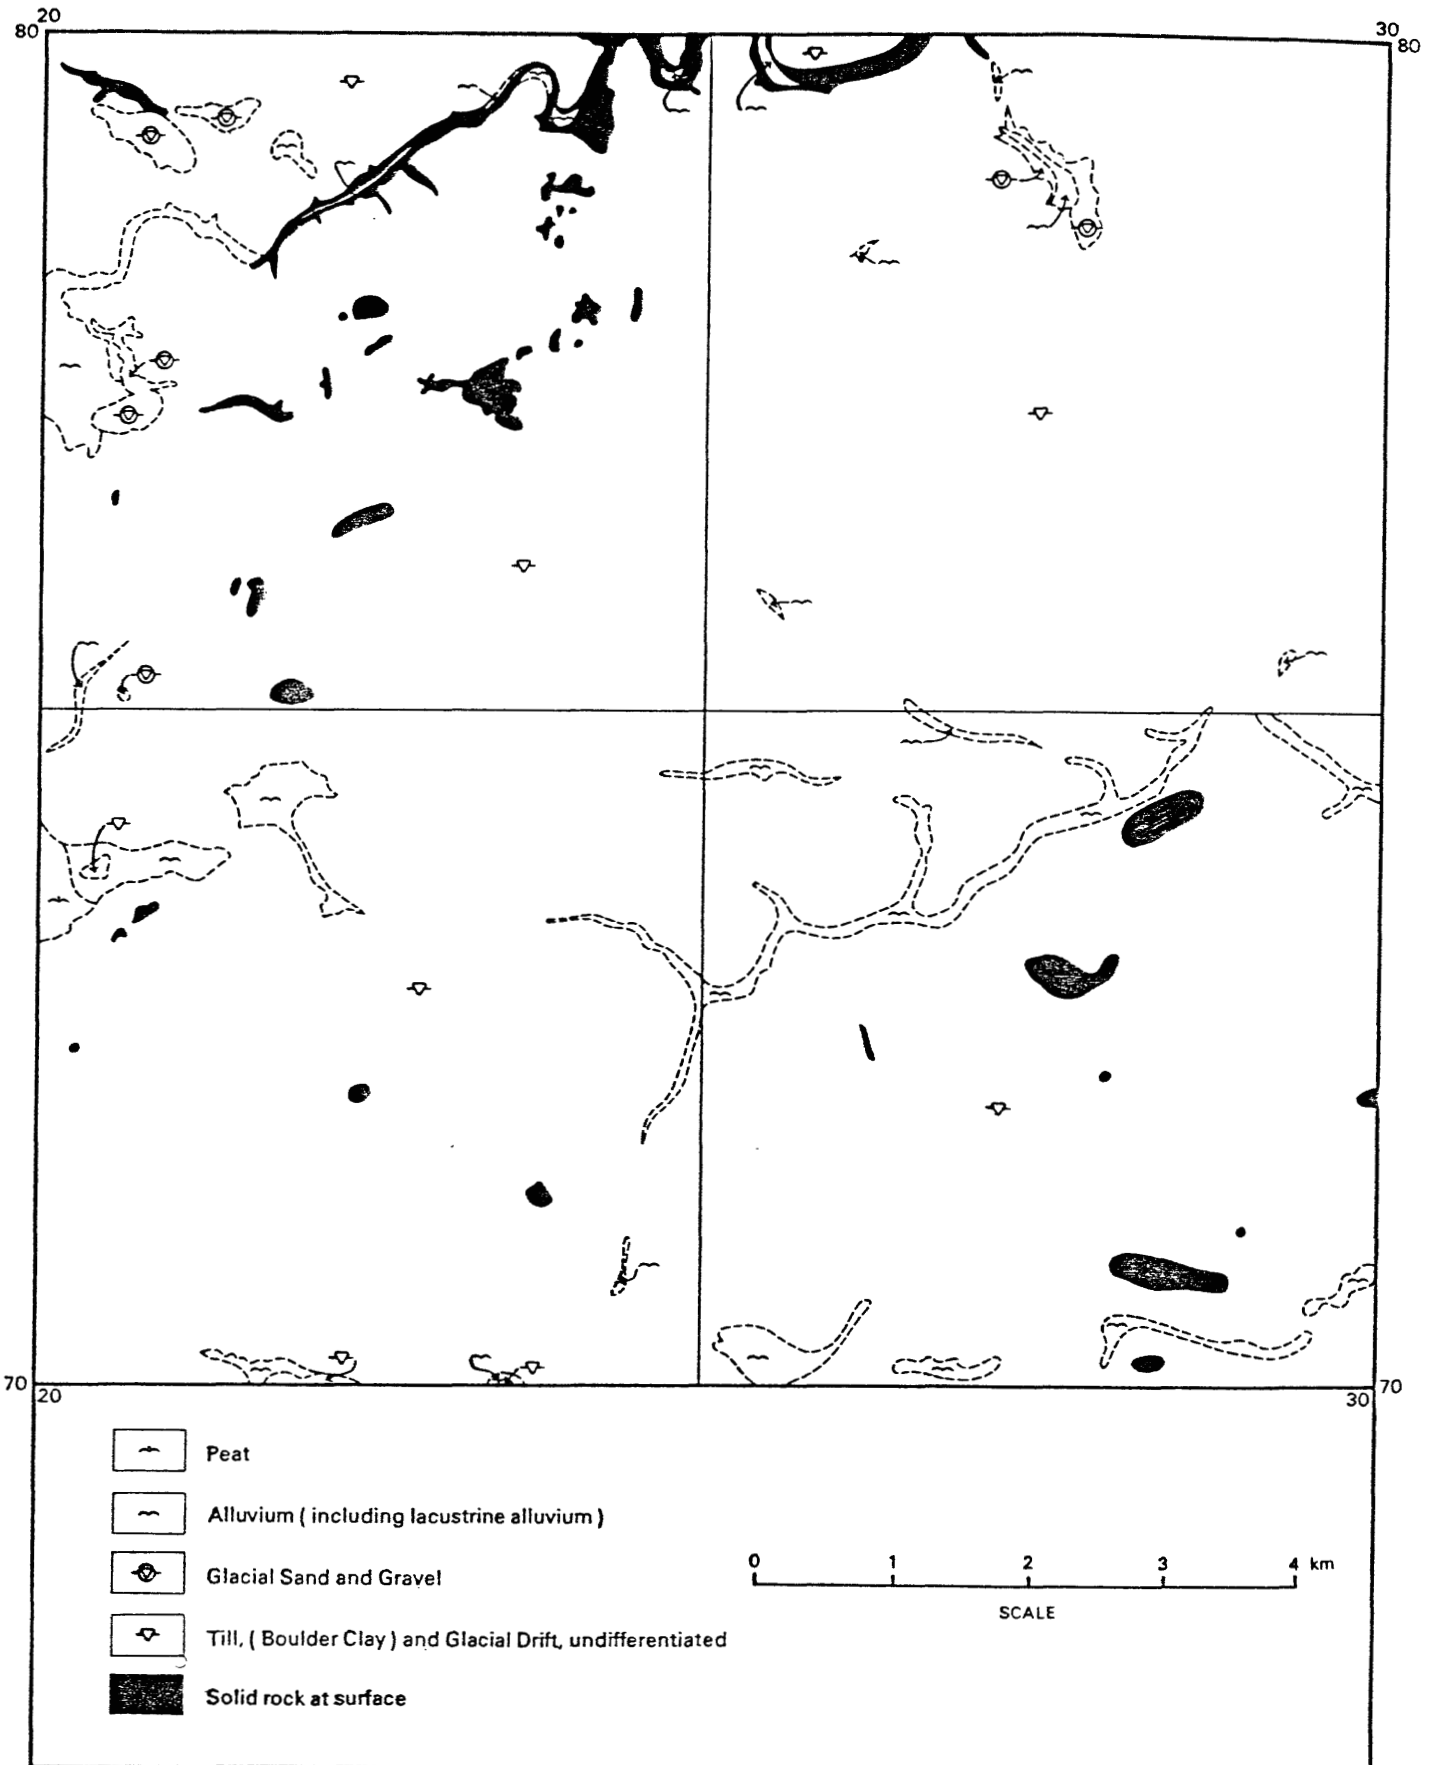 20
80
30
80
70
20
70
30
Peat
Alluvium ( including lacustrine alluvium )
Glacial Sand and Gravel
Till, ( Boulder Clay ) and Glacial Drift, undifferentiated
Solid rock at surface
0 1 2 3 4 km
SCALE